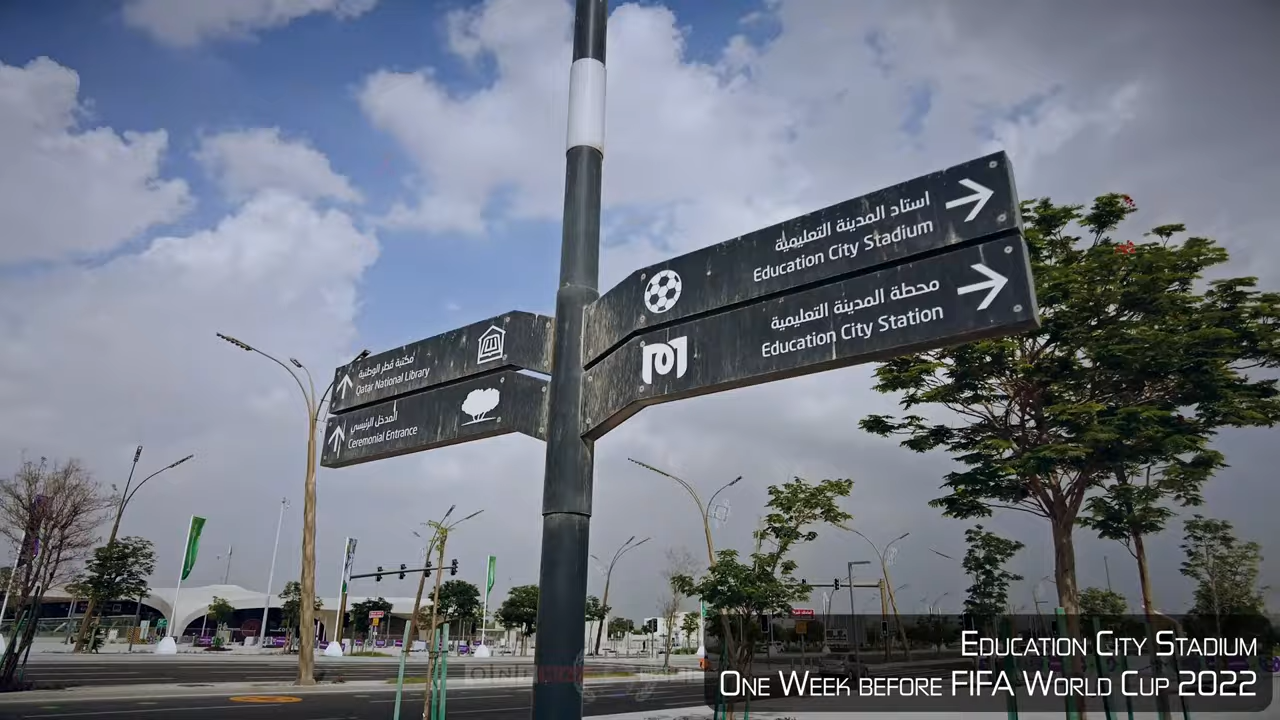 استاد المدينة التعليمية
Education City Stadium
محطة المدينة التعليمية
Education City Station
مكتبة قطر الوطنية
Qatar National Library
المدخل الرئيسي
Ceremonial Entrance
Education City Stadium
One Week before FIFA World Cup 2022